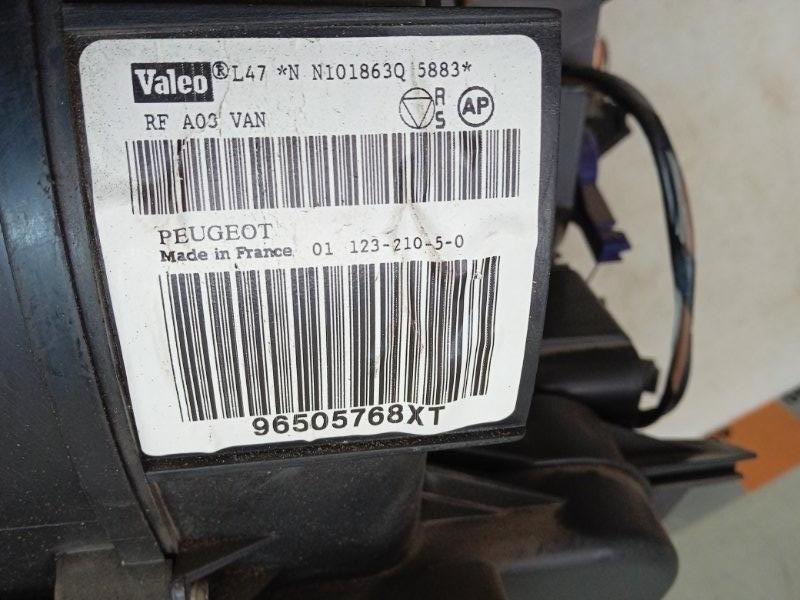 Valeo ® L47 *N N101863Q 5883*
RF A03 VAN
R
S
AP
PEUGEOT
Made in France 01 123-210-5-0
96505768XT